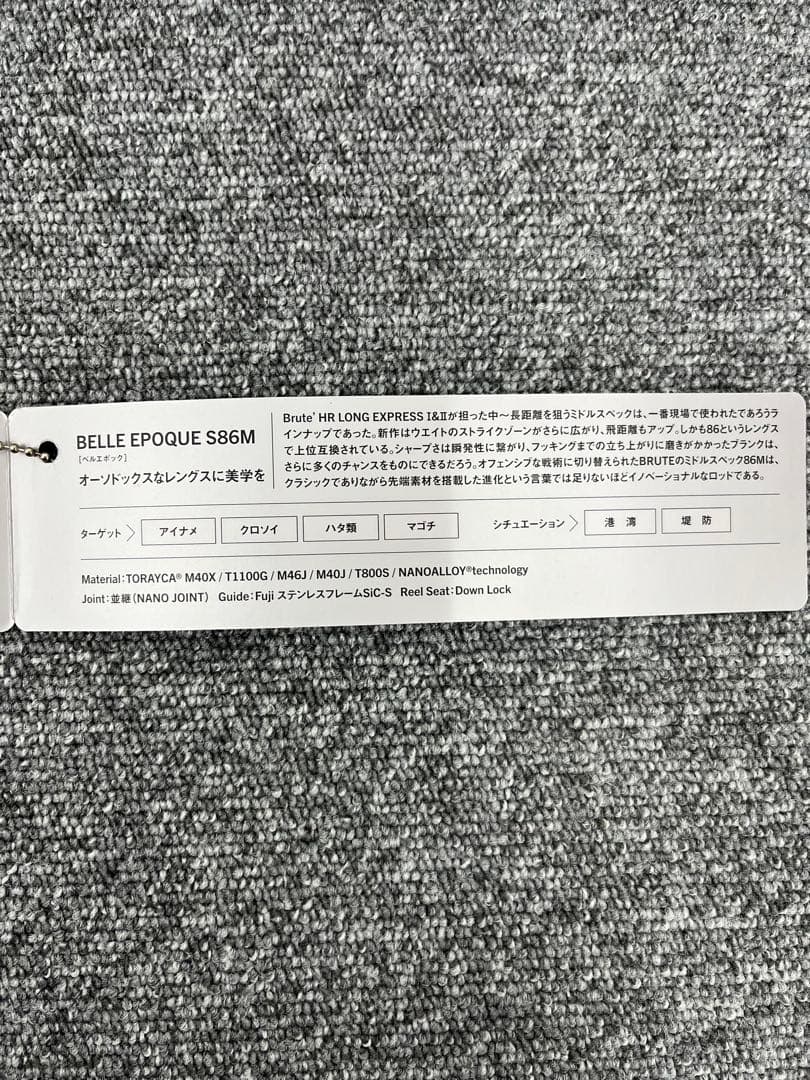 BELLE EPOQUE S86M
[ベルエポック]
オーソドックスなレングスに美学を
Brute' HR LONG EXPRESS I&IIが担った中〜長距離を狙うミドルスペックは、一番現場で使われたであろうラ
インナップであった。新作はウエイトのストライクゾーンがさらに広がり、飛距離もアップ。しかも86というレングス
で上位互換されている。シャープさは瞬発性に繋がり、フッキングまでの立ち上がりに磨きがかかったブランクは、
さらに多くのチャンスをものにできるだろう。オフェンシブな戦術に切り替えられたBRUTEのミドルスペック86Mは、
クラシックでありながら先端素材を搭載した進化という言葉では足りないほどイノベーショナルなロッドである。
ターゲット アイナメ クロソイ ハタ類 マゴチ シチュエーション 港 湾 堤 防
Material:TORAYCA® M40X / T1100G / M46J / M40J / T800S / NANOALLOY®technology
Joint:並継(NANO JOINT) Guide:Fuji ステンレスフレームSiC-S Reel Seat:Down Lock